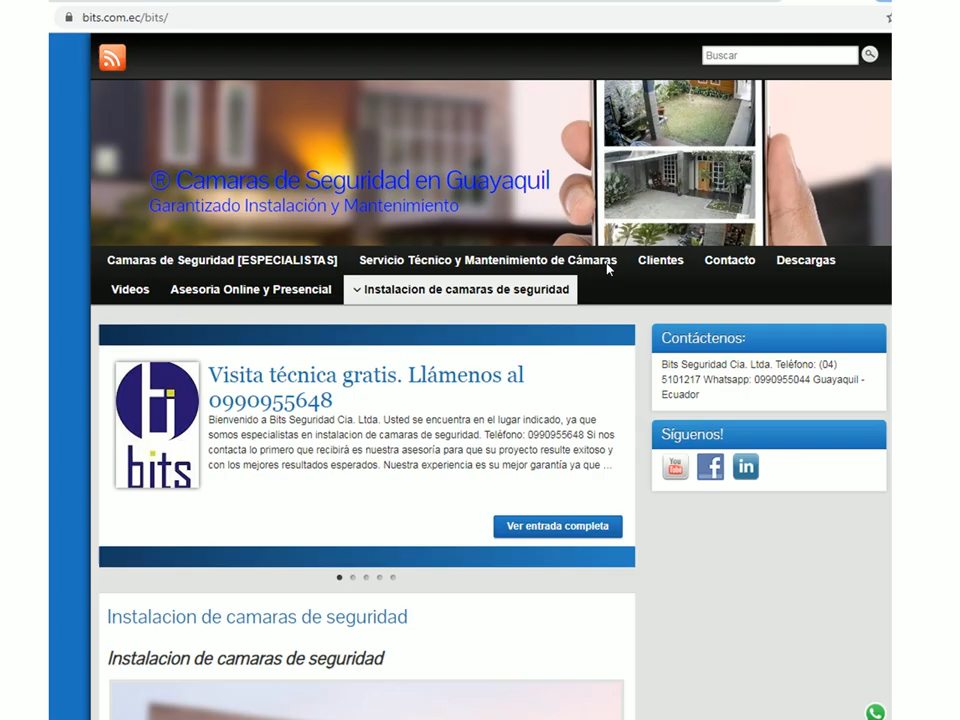 bits.com.ec/bits/
Buscar
® Camaras de Seguridad en Guayaquil
Garantizado Instalación y Mantenimiento
Camaras de Seguridad [ESPECIALISTAS] Servicio Técnico y Mantenimiento de Cámaras Clientes Contacto Descargas
Videos Asesoria Online y Presencial Instalacion de camaras de seguridad
bits
Visita técnica gratis. Llámenos al
0990955648
Bienvenido a Bits Seguridad Cia. Ltda. Usted se encuentra en el lugar indicado, ya que
somos especialistas en instalacion de camaras de seguridad. Teléfono: 0990955648 Si nos
contacta lo primero que recibirá es nuestra asesoría para que su proyecto resulte exitoso y
con los mejores resultados esperados. Nuestra experiencia es su mejor garantía ya que ...
Ver entrada completa
Contáctenos:
Bits Seguridad Cia. Ltda. Teléfono: (04)
5101217 Whatsapp: 0990955044 Guayaquil -
Ecuador
Síguenos!
You
Tube
f
in
Instalacion de camaras de seguridad
Instalacion de camaras de seguridad